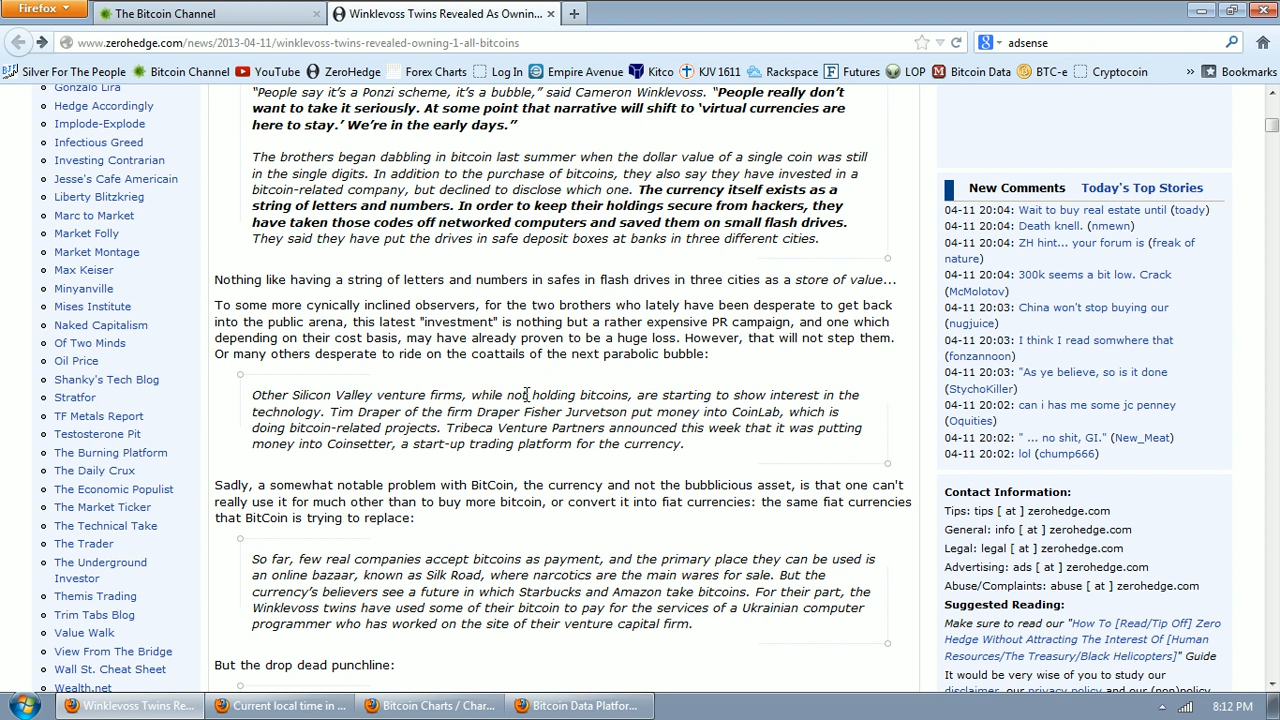 Firefox
The Bitcoin Channel
Winklevoss Twins Revealed As Ownin...
www.zerohedge.com/news/2013-04-11/winklevoss-twins-revealed-owning-1-all-bitcoins
adsense
Silver For The People
Bitcoin Channel
YouTube
ZeroHedge
Forex Charts
Log In
Empire Avenue
Kitco
KJV 1611
Rackspace
Futures
LOP
Bitcoin Data
BTC-e
Cryptocoin
»
Bookmarks
Gonzalo Lira
Hedge Accordingly
Implode-Explode
Infectious Greed
Investing Contrarian
Jesse's Cafe Americain
Liberty Blitzkrieg
Marc to Market
Market Folly
Market Montage
Max Keiser
Minyanville
Mises Institute
Naked Capitalism
Of Two Minds
Oil Price
Shanky's Tech Blog
Stratfor
TF Metals Report
Testosterone Pit
The Burning Platform
The Daily Crux
The Economic Populist
The Market Ticker
The Technical Take
The Trader
The Underground
Investor
Themis Trading
Trim Tabs Blog
Value Walk
View From The Bridge
Wall St. Cheat Sheet
Wealth.net
“People say it’s a Ponzi scheme, it’s a bubble,” said Cameron Winklevoss. “People really don’t
want to take it seriously. At some point that narrative will shift to ‘virtual currencies are
here to stay.’ We’re in the early days.”
The brothers began dabbling in bitcoin last summer when the dollar value of a single coin was still
in the single digits. In addition to the purchase of bitcoins, they also say they have invested in a
bitcoin-related company, but declined to disclose which one. The currency itself exists as a
string of letters and numbers. In order to keep their holdings secure from hackers, they
have taken those codes off networked computers and saved them on small flash drives.
They said they have put the drives in safe deposit boxes at banks in three different cities.
Nothing like having a string of letters and numbers in safes in flash drives in three cities as a store of value...
To some more cynically inclined observers, for the two brothers who lately have been desperate to get back
into the public arena, this latest "investment" is nothing but a rather expensive PR campaign, and one which
depending on their cost basis, may have already proven to be a huge loss. However, that will not step them.
Or many others desperate to ride on the coattails of the next parabolic bubble:
Other Silicon Valley venture firms, while not holding bitcoins, are starting to show interest in the
technology. Tim Draper of the firm Draper Fisher Jurvetson put money into CoinLab, which is
doing bitcoin-related projects. Tribeca Venture Partners announced this week that it was putting
money into Coinsetter, a start-up trading platform for the currency.
Sadly, a somewhat notable problem with BitCoin, the currency and not the bubblicious asset, is that one can't
really use it for much other than to buy more bitcoin, or convert it into fiat currencies: the same fiat currencies
that BitCoin is trying to replace:
So far, few real companies accept bitcoins as payment, and the primary place they can be used is
an online bazaar, known as Silk Road, where narcotics are the main wares for sale. But the
currency’s believers see a future in which Starbucks and Amazon take bitcoins. For their part, the
Winklevoss twins have used some of their bitcoin to pay for the services of a Ukrainian computer
programmer who has worked on the site of their venture capital firm.
But the drop dead punchline:
New Comments
Today's Top Stories
04-11 20:04: Wait to buy real estate until (toady)
04-11 20:04: Death knell. (nmewn)
04-11 20:04: ZH hint... your forum is (freak of
nature)
04-11 20:04: 300k seems a bit low. Crack
(McMolotov)
04-11 20:03: China won't stop buying our
(nugjuice)
04-11 20:03: I think I read somwhere that
(fonzannoon)
04-11 20:03: "As ye believe, so is it done
(StychoKiller)
04-11 20:02: can i has me some jc penney
(Oquities)
04-11 20:02: " ... no shit, GI." (New_Meat)
04-11 20:02: lol (chump666)
Contact Information:
Tips: tips [ at ] zerohedge.com
General: info [ at ] zerohedge.com
Legal: legal [ at ] zerohedge.com
Advertising: ads [ at ] zerohedge.com
Abuse/Complaints: abuse [ at ] zerohedge.com
Suggested Reading:
Make sure to read our "How To [Read/Tip Off] Zero
Hedge Without Attracting The Interest Of [Human
Resources/The Treasury/Black Helicopters]" Guide
It would be very wise of you to study our
disclaimer, our privacy policy and our (non)policy
Winklevoss Twins Re...
Current local time in ...
Bitcoin Charts / Char...
Bitcoin Data Platfor...
8:12 PM